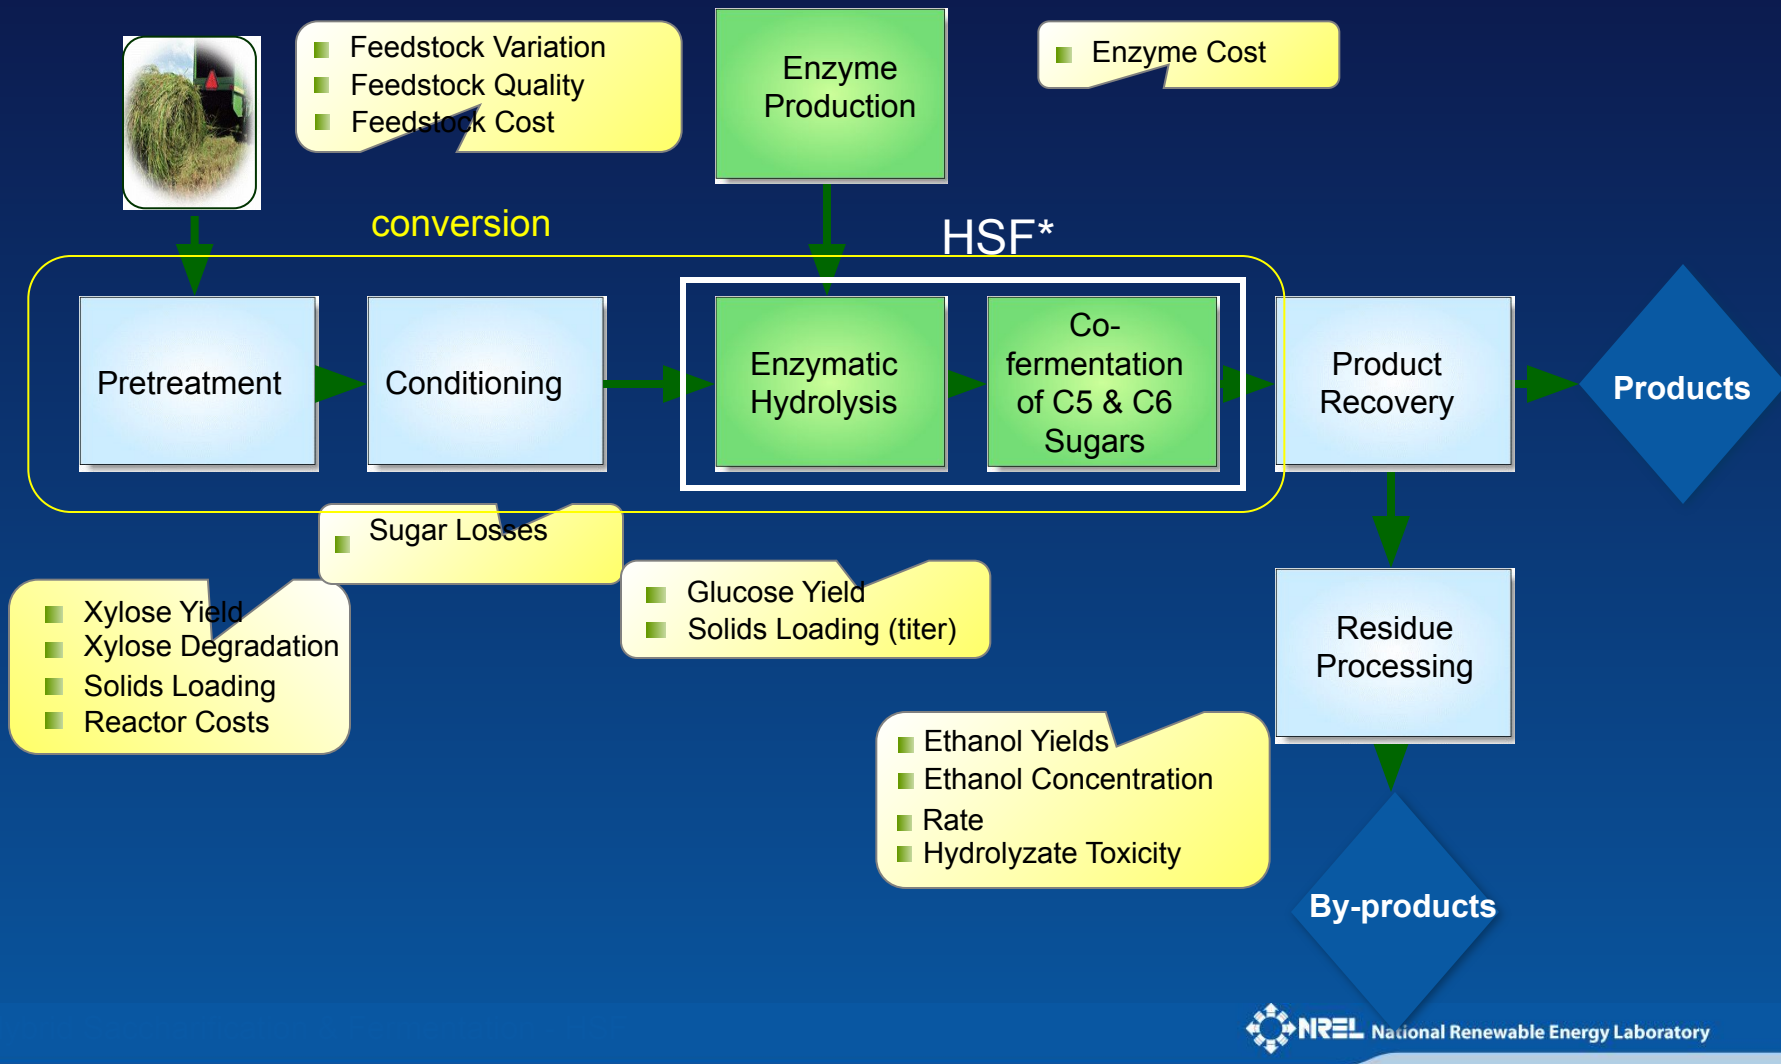 Feedstock Variation
Feedstock Quality
Feedstock Cost
Enzyme
Production
Enzyme Cost
conversion
HSF*
Pretreatment
Conditioning
Enzymatic
Hydrolysis
Co-
fermentation
of C5 & C6
Sugars
Product
Recovery
Products
Sugar Losses
Xylose Yield
Xylose Degradation
Solids Loading
Reactor Costs
Glucose Yield
Solids Loading (titer)
Residue
Processing
Ethanol Yields
Ethanol Concentration
Rate
Hydrolyzate Toxicity
By-products
NREL National Renewable Energy Laboratory